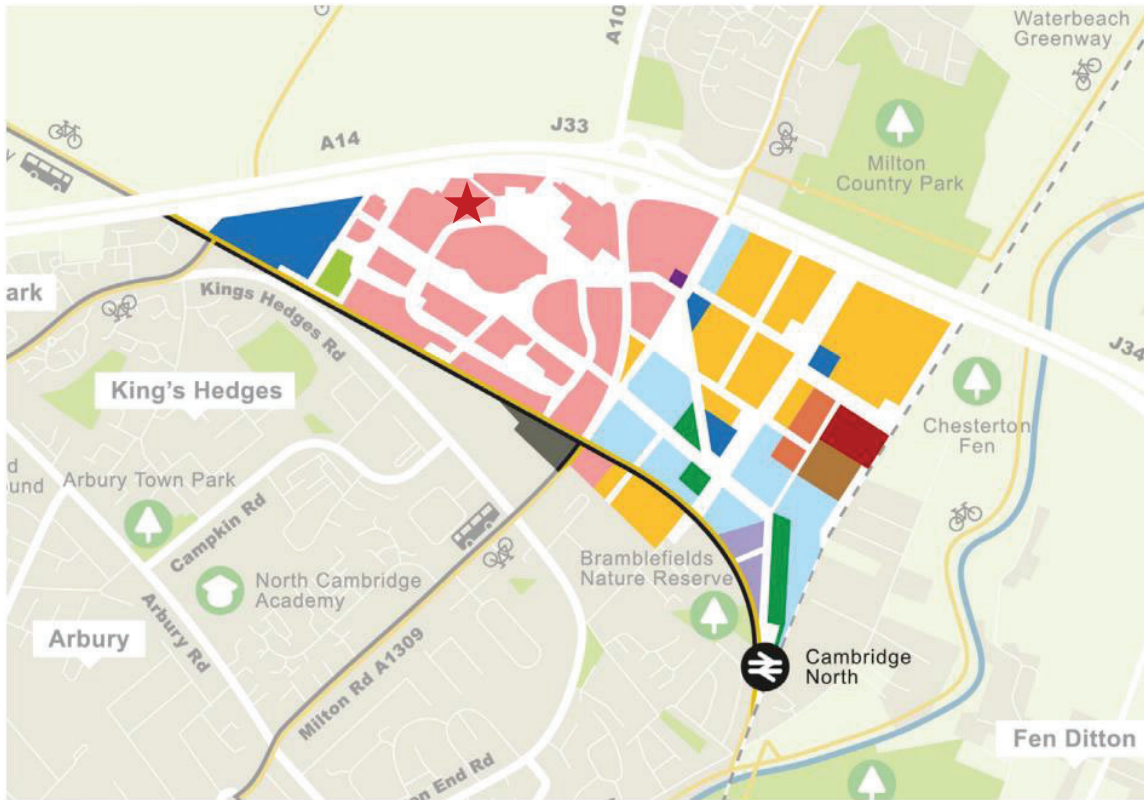 Waterbeach
Greenway
A10
J33
A14
Milton
Country Park
ark
Kings Hedges Rd
J34
King's Hedges
Chesterton
Fen
Arbury Town Park
Campkin Rd
Bramblefields
Nature Reserve
North Cambridge
Academy
Arbury Rd
Arbury
Milton Rd A1309
Cambridge
North
Fen Ditton
End Rd